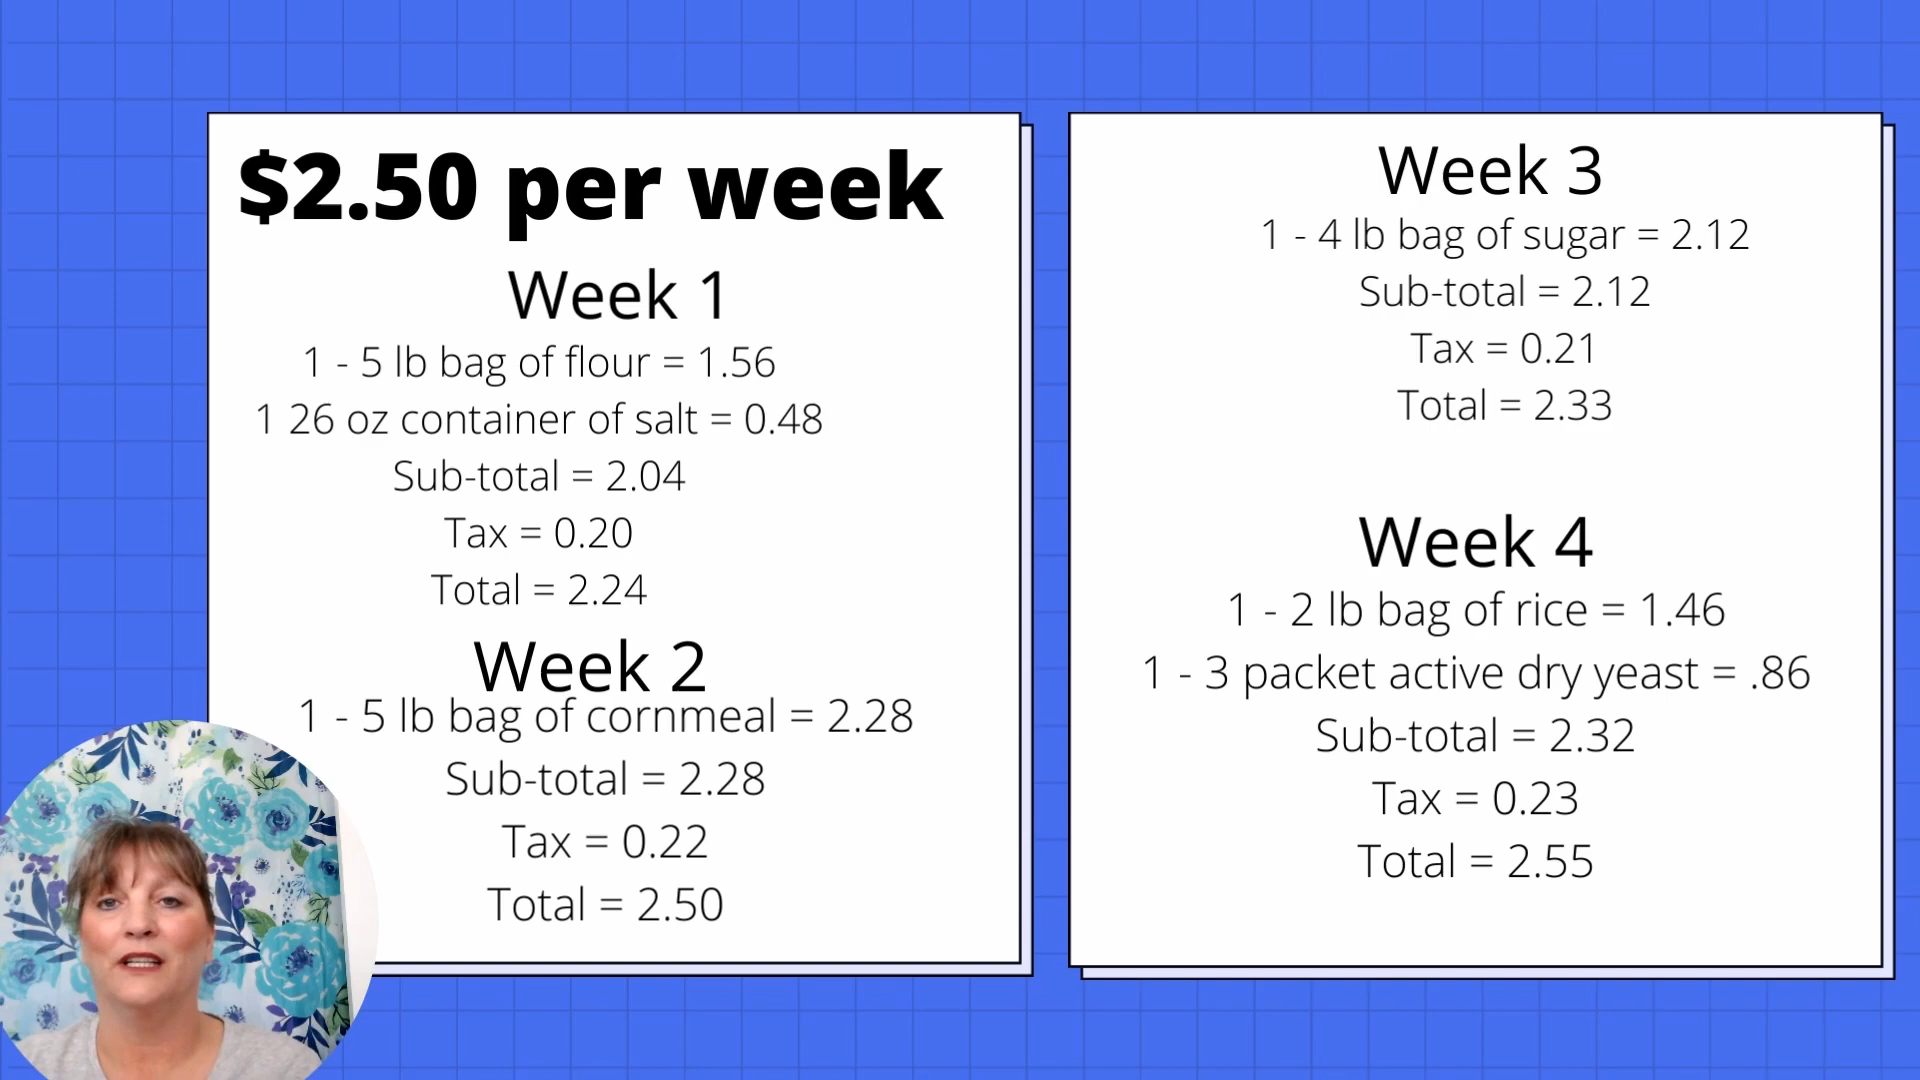 $2.50 per week
Week 1
1 - 5 lb bag of flour = 1.56
1 26 oz container of salt = 0.48
Sub-total = 2.04
Tax = 0.20
Total = 2.24
Week 2
1 - 5 lb bag of cornmeal = 2.28
Sub-total = 2.28
Tax = 0.22
Total = 2.50
Week 3
1 - 4 lb bag of sugar = 2.12
Sub-total = 2.12
Tax = 0.21
Total = 2.33
Week 4
1 - 2 lb bag of rice = 1.46
1 - 3 packet active dry yeast = .86
Sub-total = 2.32
Tax = 0.23
Total = 2.55